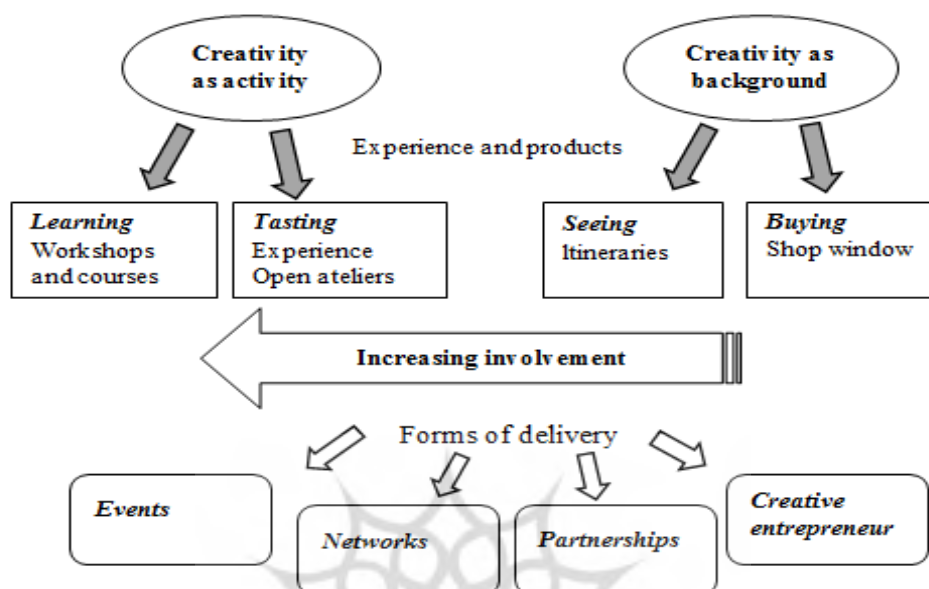 Creativity
as activity
Creativity as
background
Experience and products
Learning
Workshops
and courses
Tasting
Experience
Open ateliers
Seeing
Itineraries
Buying
Shop window
Increasing involvement
Forms of delivery
Events
Networks
Partnerships
Creative
entrepreneur